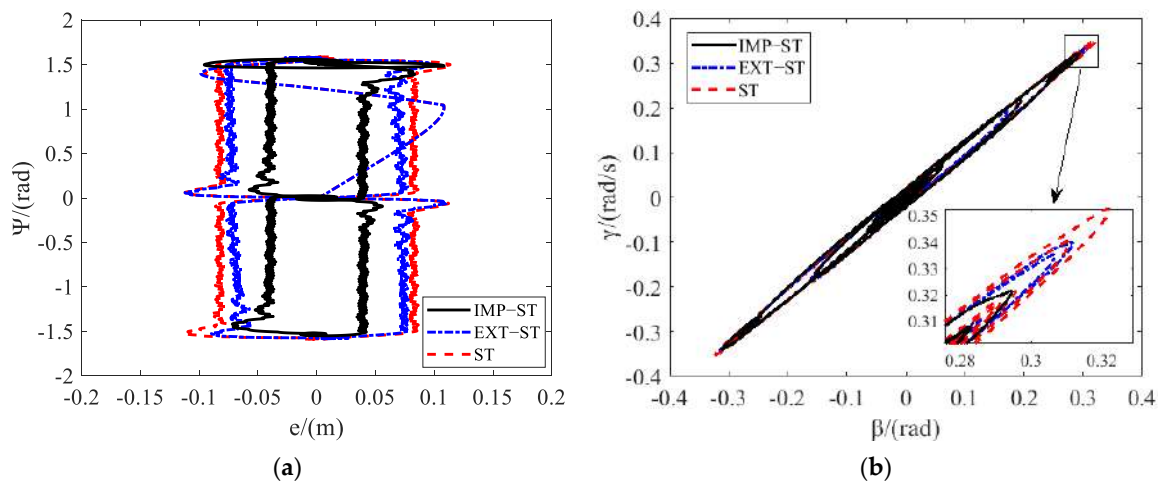 2
1.5
1
0.5
0
-0.5
-1
-1.5
-2
Ψ/(rad)
IMP-ST
EXT-ST
ST
-0.2 -0.15 -0.1 -0.05 0 0.05 0.1 0.15 0.2
e/(m)
(a)
0.4
0.3
0.2
0.1
0
-0.1
-0.2
-0.3
-0.4
γ/(rad/s)
IMP-ST
EXT-ST
ST
0.35
0.34
0.33
0.32
0.31
0.28 0.3 0.32
-0.4 -0.3 -0.2 -0.1 0 0.1 0.2 0.3 0.4
β/(rad)
(b)